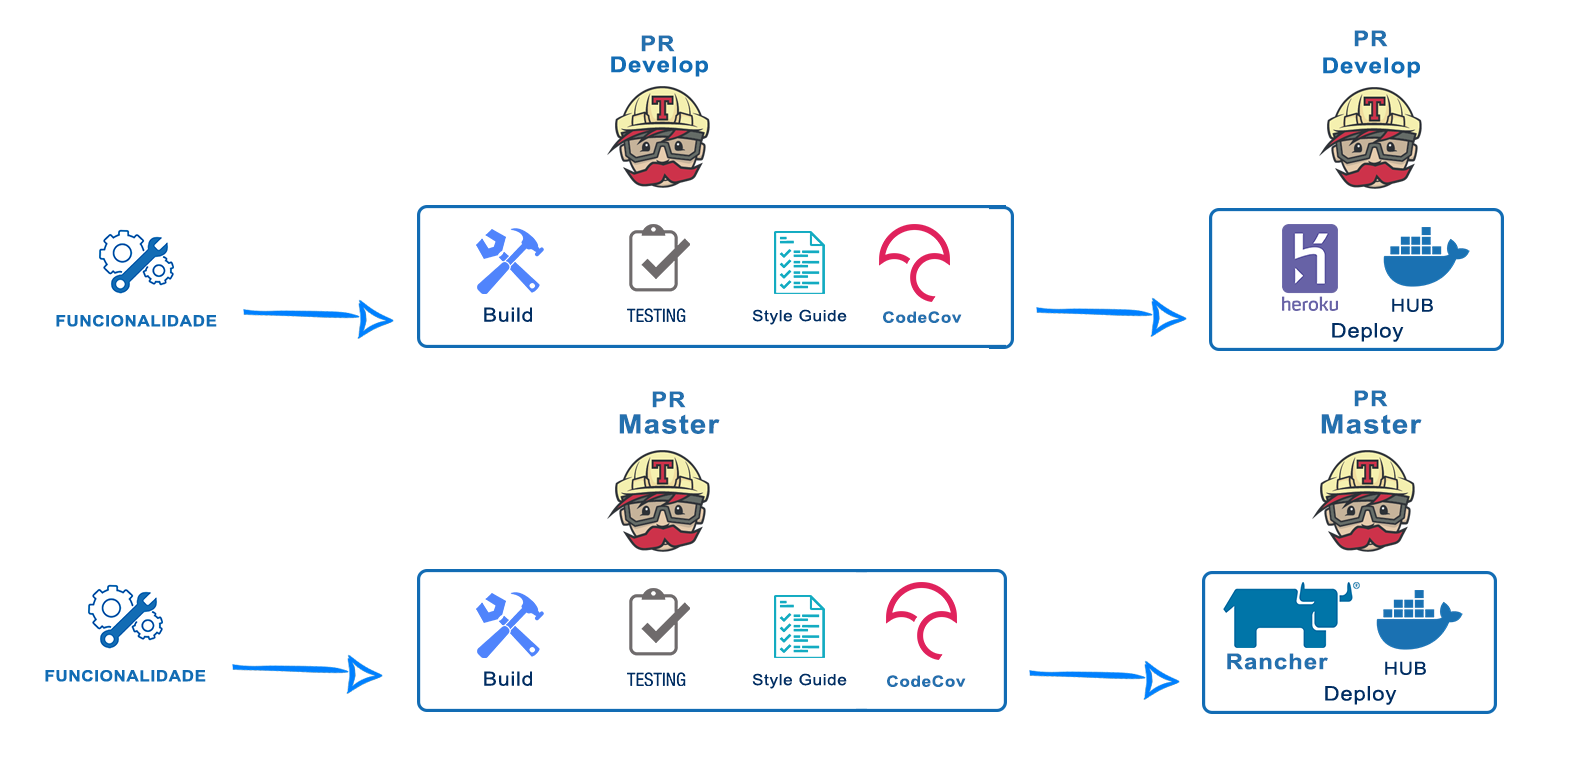 PR
Develop
T
PR
Develop
T
FUNCIONALIDADE
Build
TESTING
Style Guide
CodeCov
heroku
HUB
Deploy
PR
Master
T
PR
Master
T
FUNCIONALIDADE
Build
TESTING
Style Guide
CodeCov
®
Rancher
HUB
Deploy